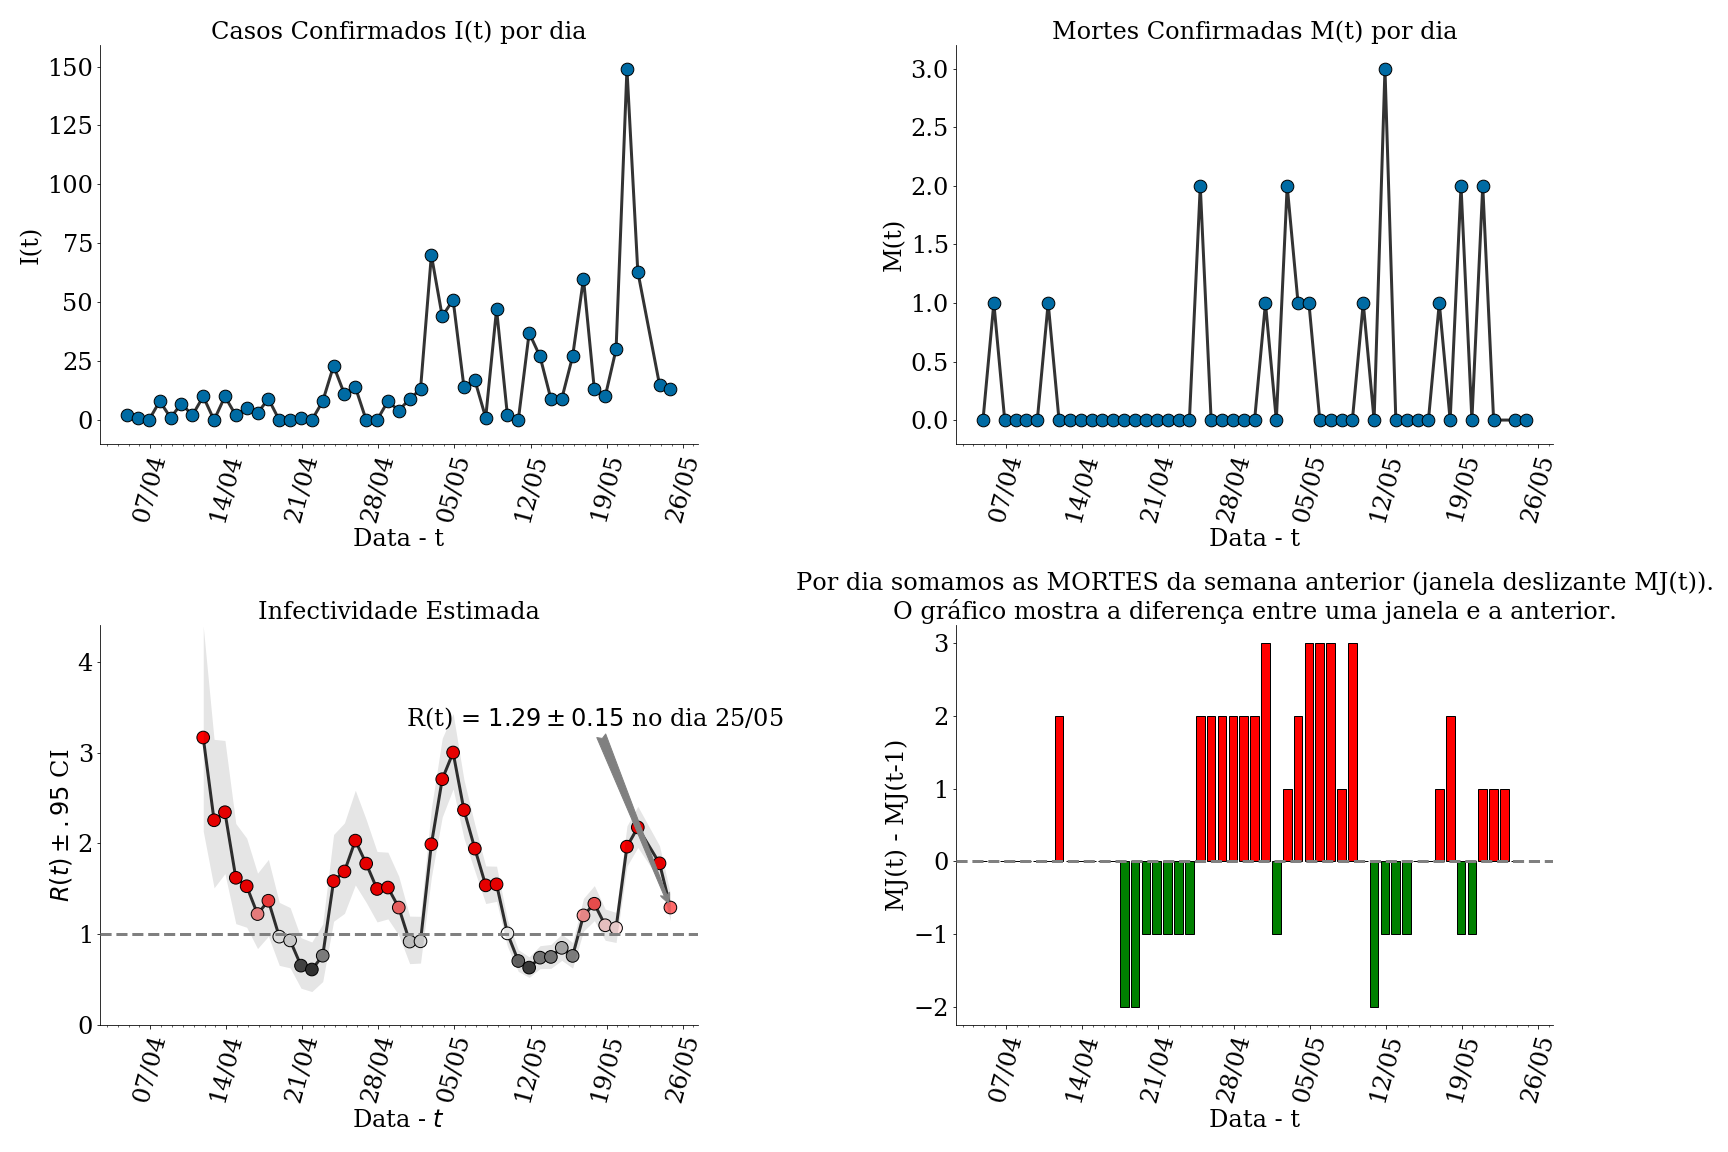 Casos Confirmados I(t) por dia
I(t)
150
125
100
75
50
25
0
07/04 14/04 21/04 28/04 05/05 12/05 19/05 26/05
Data - t
Mortes Confirmadas M(t) por dia
M(t)
3.0
2.5
2.0
1.5
1.0
0.5
0.0
07/04 14/04 21/04 28/04 05/05 12/05 19/05 26/05
Data - t
Infectividade Estimada
R(t) ± .95 CI
4
3
2
1
0
R(t) = 1.29 ± 0.15 no dia 25/05
07/04 14/04 21/04 28/04 05/05 12/05 19/05 26/05
Data - t
Por dia somamos as MORTES da semana anterior (janela deslizante MJ(t)).
O gráfico mostra a diferença entre uma janela e a anterior.
MJ(t) - MJ(t-1)
3
2
1
0
−1
−2
07/04 14/04 21/04 28/04 05/05 12/05 19/05 26/05
Data - t